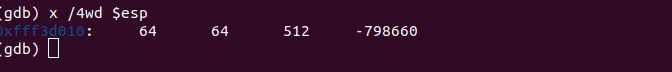 (gdb) x /4wd $esp
0xfff3d010: 64 64 512 -798660
(gdb)